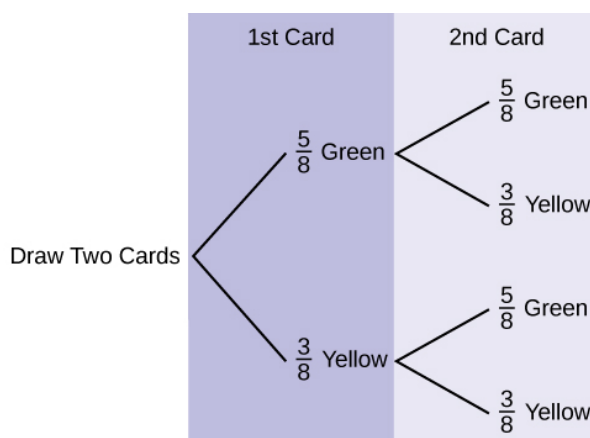 1st Card
2nd Card
5/8 Green
5/8 Green
3/8 Yellow
Draw Two Cards
3/8 Yellow
5/8 Green
3/8 Yellow